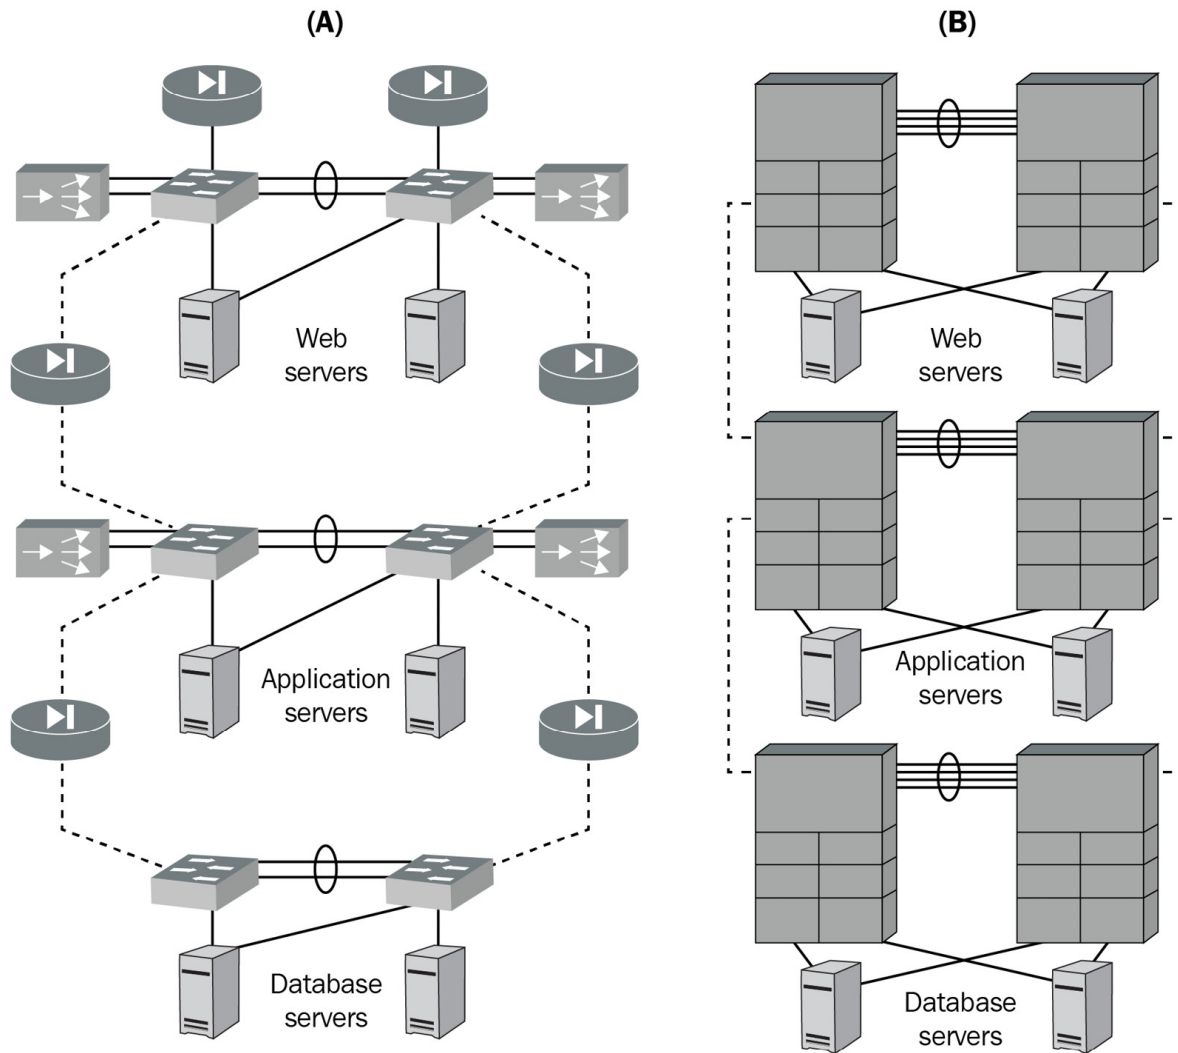 (A)
Web
servers
Application
servers
Database
servers
(B)
Web
servers
Application
servers
Database
servers